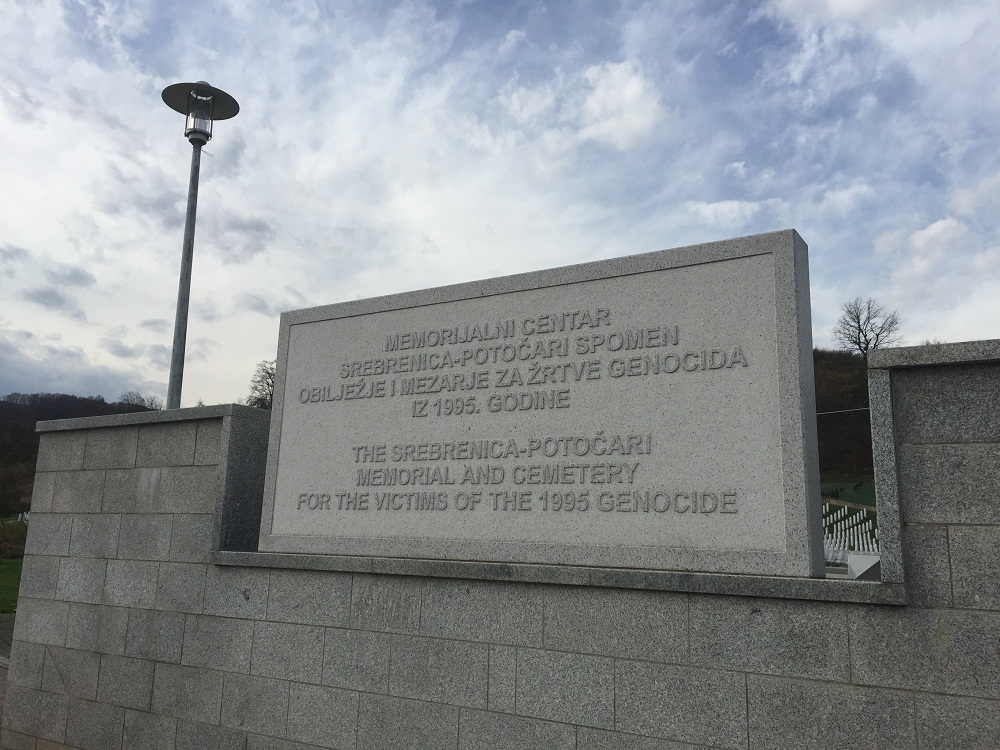 MEMORIJALNI CENTAR
SREBRENICA-POTOČARI SPOMEN
OBILJEŽJE I MEZARJE ZA ŽRTVE GENOCIDA
IZ 1995. GODINE
THE SREBRENICA-POTOČARI
MEMORIAL AND CEMETERY
FOR THE VICTIMS OF THE 1995 GENOCIDE